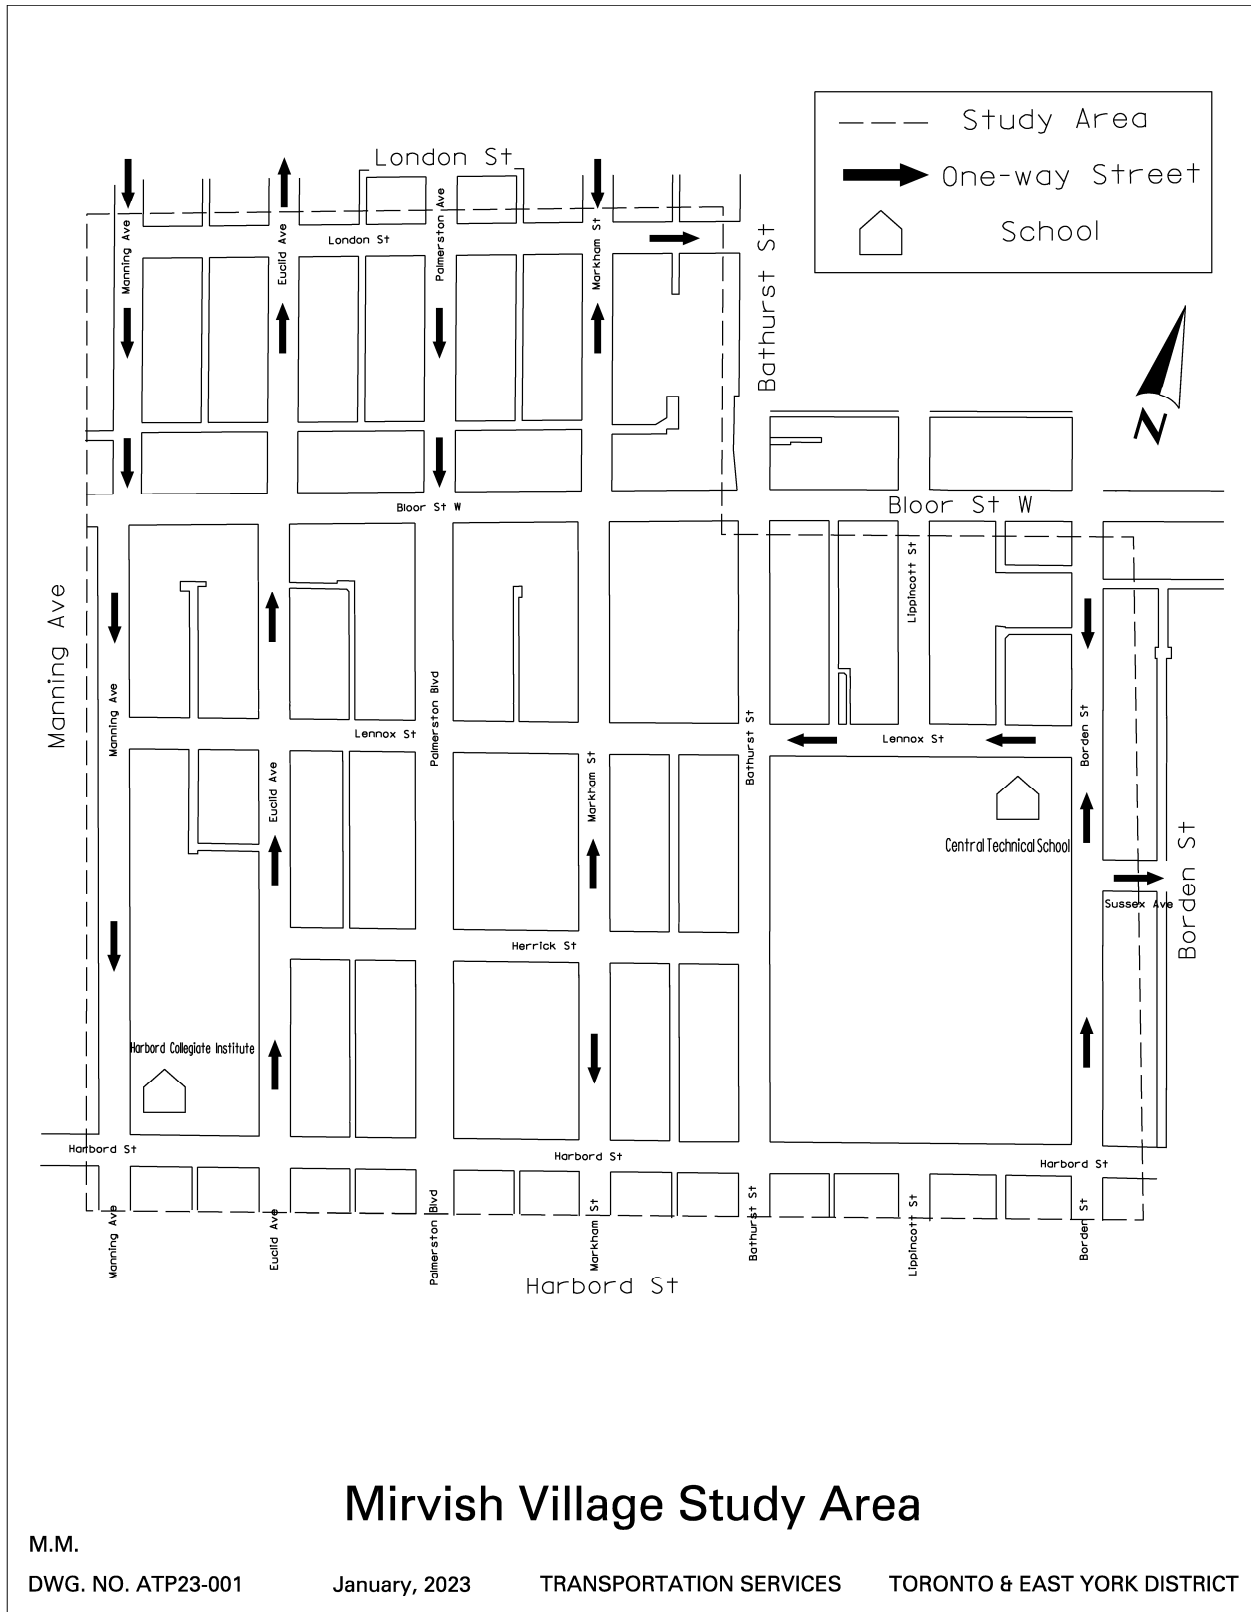 London St
Study Area
One-way Street
School
Manning Ave
Euclid Ave
London St
Palmerston Ave
Markham St
Bathurst St
N
Bloor St W
Bloor St W
Lippincott St
Manning Ave
Manning Ave
Euclid Ave
Lennox St
Palmerston Blvd
Markham St
Bathurst St
Lennox St
Borden St
Central Technical School
Sussex Ave
Borden St
Herrick St
Harbord Collegiate Institute
Harbord St
Harbord St
Harbord St
Manning Ave
Euclid Ave
Palmerston Blvd
Markham St
Bathurst St
Lippincott St
Borden St
Harbord St
Mirvish Village Study Area
M.M.
DWG. NO. ATP23-001 January, 2023 TRANSPORTATION SERVICES TORONTO & EAST YORK DISTRICT